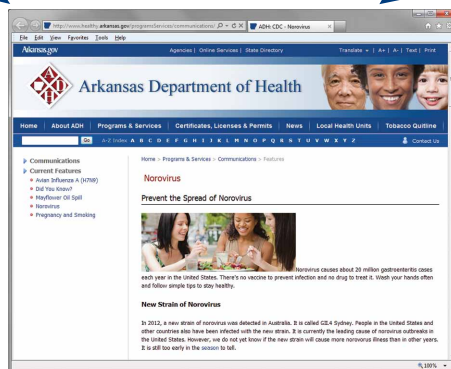 http://www.healthy.arkansas.gov/programsServices/communications/
ADH: CDC - Norovirus
File Edit View Favorites Tools Help
Arkansas.gov
Agencies | Online Services | State Directory
Translate | A+ | A- | Text | Print
Arkansas Department of Health
Home About ADH Programs & Services Certificates, Licenses & Permits News Local Health Units Tobacco Quitline
Go A-Z Index A B C D E F G H I J K L M N O P Q R S T U V W X Y Z Contact Us
Home > Programs & Services > Communications > Features
Communications
Current Features
Avian Influenza A (H7N9)
Did You Know?
Mayflower Oil Spill
Norovirus
Pregnancy and Smoking
Norovirus
Prevent the Spread of Norovirus
Norovirus causes about 20 million gastroenteritis cases
each year in the United States. There's no vaccine to prevent infection and no drug to treat it. Wash your hands often
and follow simple tips to stay healthy.
New Strain of Norovirus
In 2012, a new strain of norovirus was detected in Australia. It is called GII.4 Sydney. People in the United States and
other countries also have been infected with the new strain. It is currently the leading cause of norovirus outbreaks in
the United States. However, we do not yet know if the new strain will cause more norovirus illness than in other years.
It is still too early in the season to tell.
100%